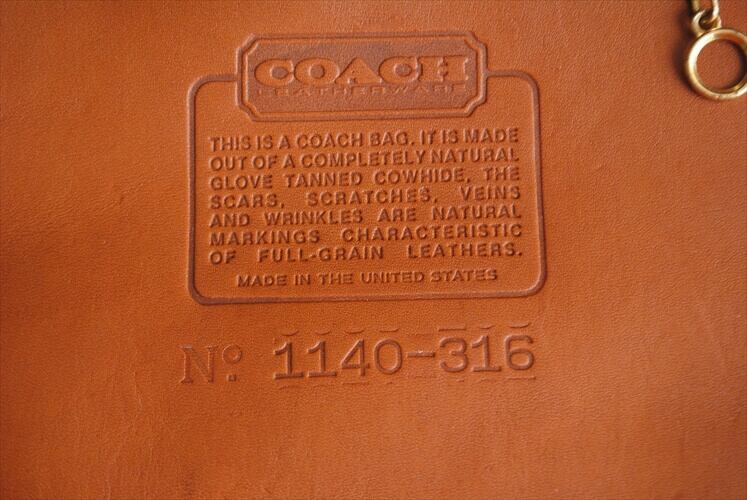 COACH
LEATHERWARE
THIS IS A COACH BAG. IT IS MADE
OUT OF A COMPLETELY NATURAL
GLOVE TANNED COWHIDE, THE
SCARS, SCRATCHES, VEINS
AND WRINKLES ARE NATURAL
MARKINGS CHARACTERISTIC
OF FULL-GRAIN LEATHERS.
MADE IN THE UNITED STATES
Nº. 1140-316